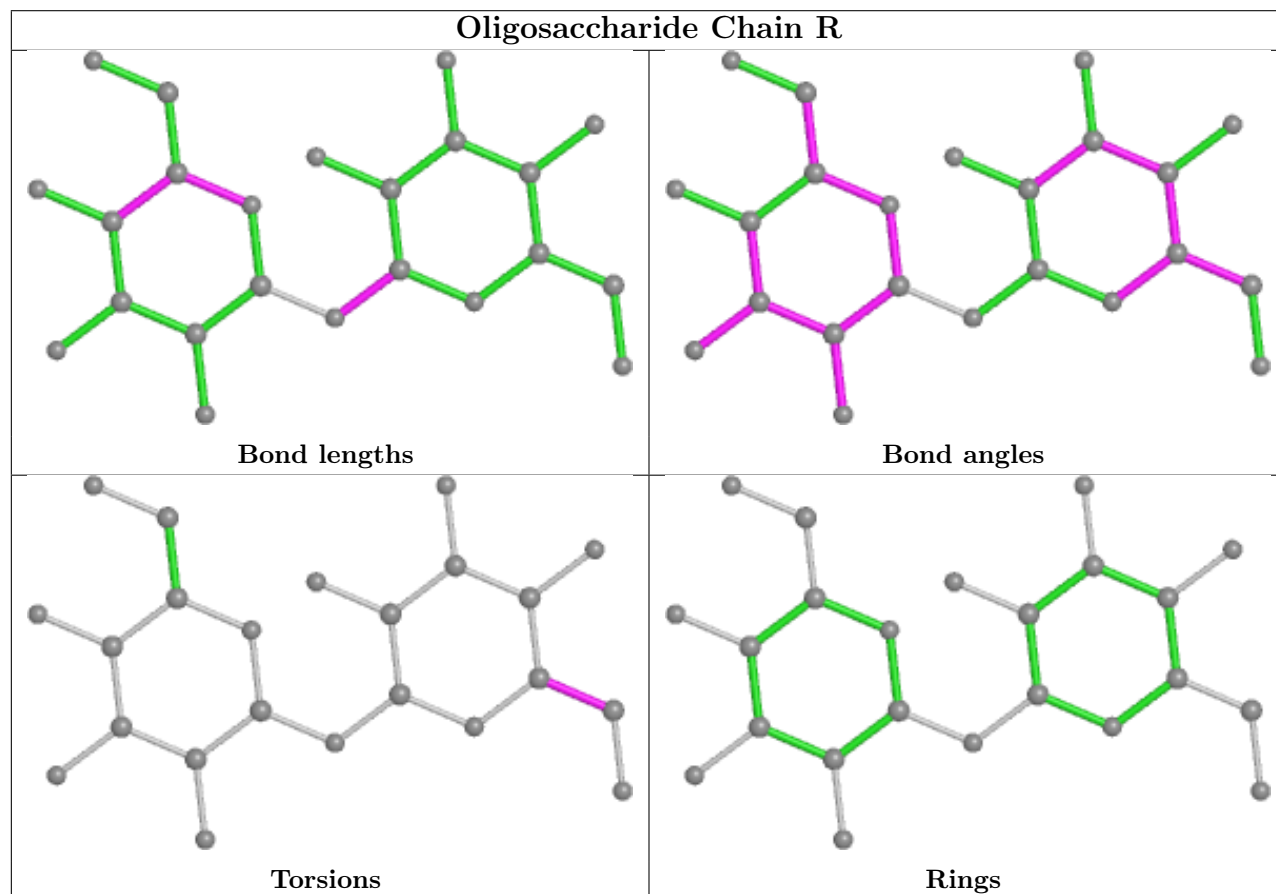 Oligosaccharide Chain R
Bond lengths
Bond angles
Torsions
Rings